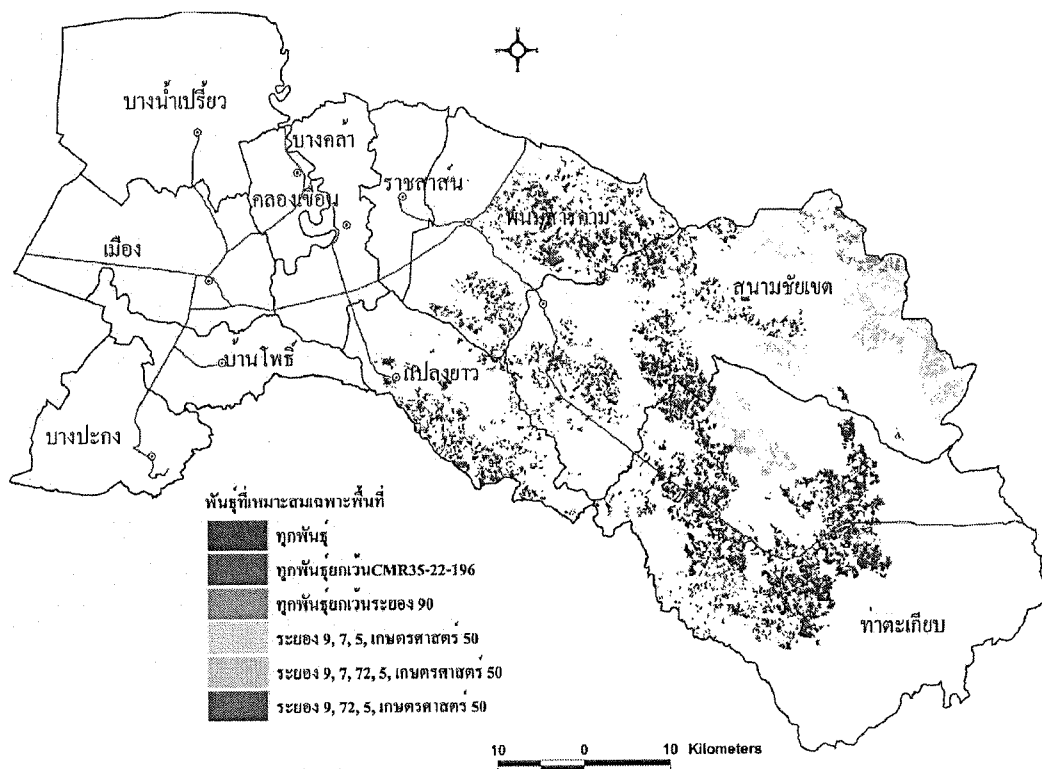 บางน้ำเปรี้ยว
บางคล้า
ราชสาส์น
คลองเขื่อน
พนมสารคาม
เมือง
สนามชัยเขต
บ้านโพธิ์
แปลงยาว
บางปะกง
ท่าตะเกียบ
พันธุ์ที่เหมาะสมเฉพาะพื้นที่
ทุกพันธุ์
ทุกพันธุ์ยกเว้นCMR35-22-196
ทุกพันธุ์ยกเว้นระยอง 90
ระยอง 9, 7, 5, เกษตรศาสตร์ 50
ระยอง 9, 7, 72, 5, เกษตรศาสตร์ 50
ระยอง 9, 72, 5, เกษตรศาสตร์ 50
10 0 10 Kilometers